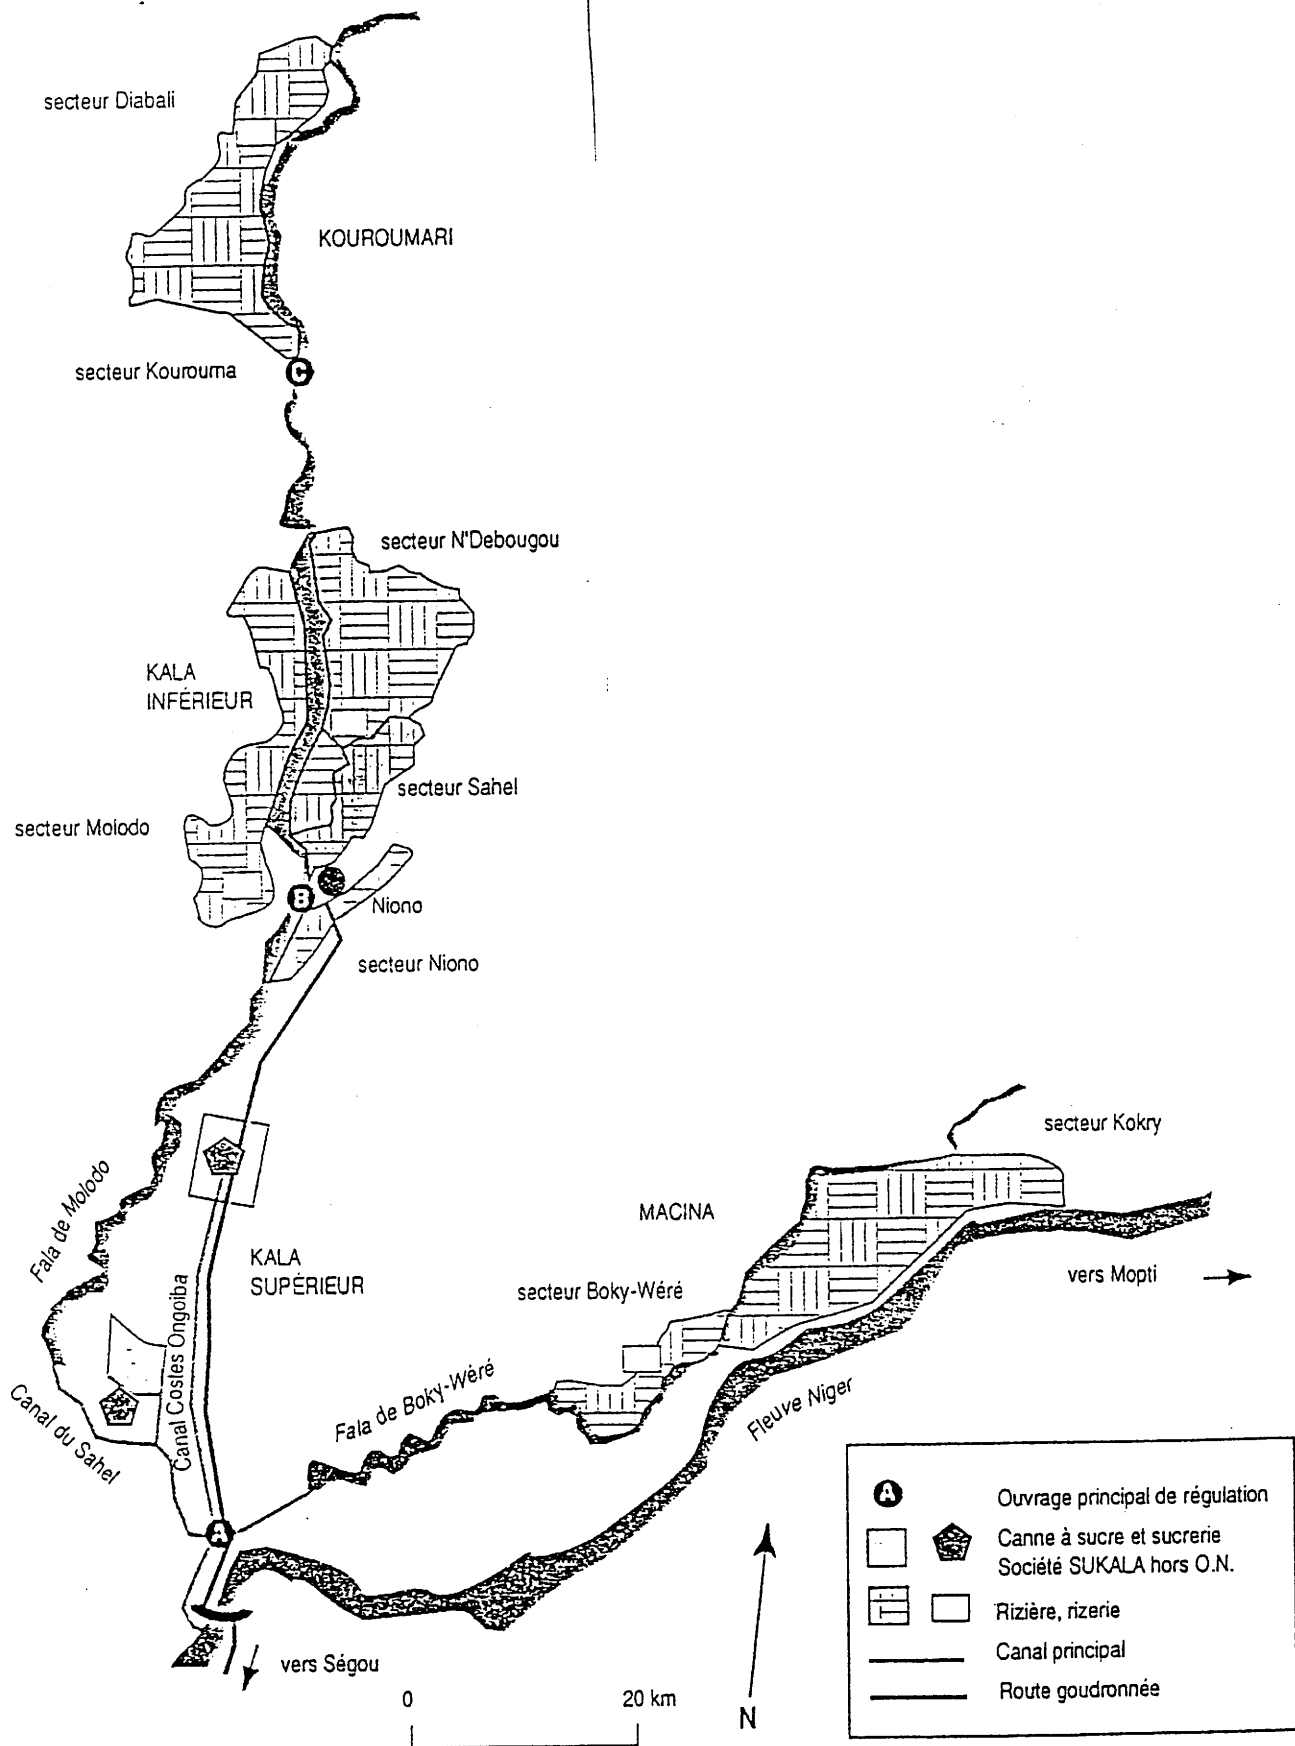 secteur Diabali
KOUROUMARI
secteur Kourouma
C
secteur N'Debougou
KALA
INFÉRIEUR
secteur Sahel
secteur Molodo
B
Niono
secteur Niono
secteur Kokry
MACINA
Fala de Molodo
KALA
SUPÉRIEUR
vers Mopti
secteur Boky-Wéré
Canal Costes Ongoiba
Fala de Boky-Wéré
Fleuve Niger
Canal du Sahel
A
A
Ouvrage principal de régulation
Canne à sucre et sucrerie
Société SUKALA hors O.N.
Rizière, rizerie
Canal principal
Route goudronnée
vers Ségou
0 20 km
N